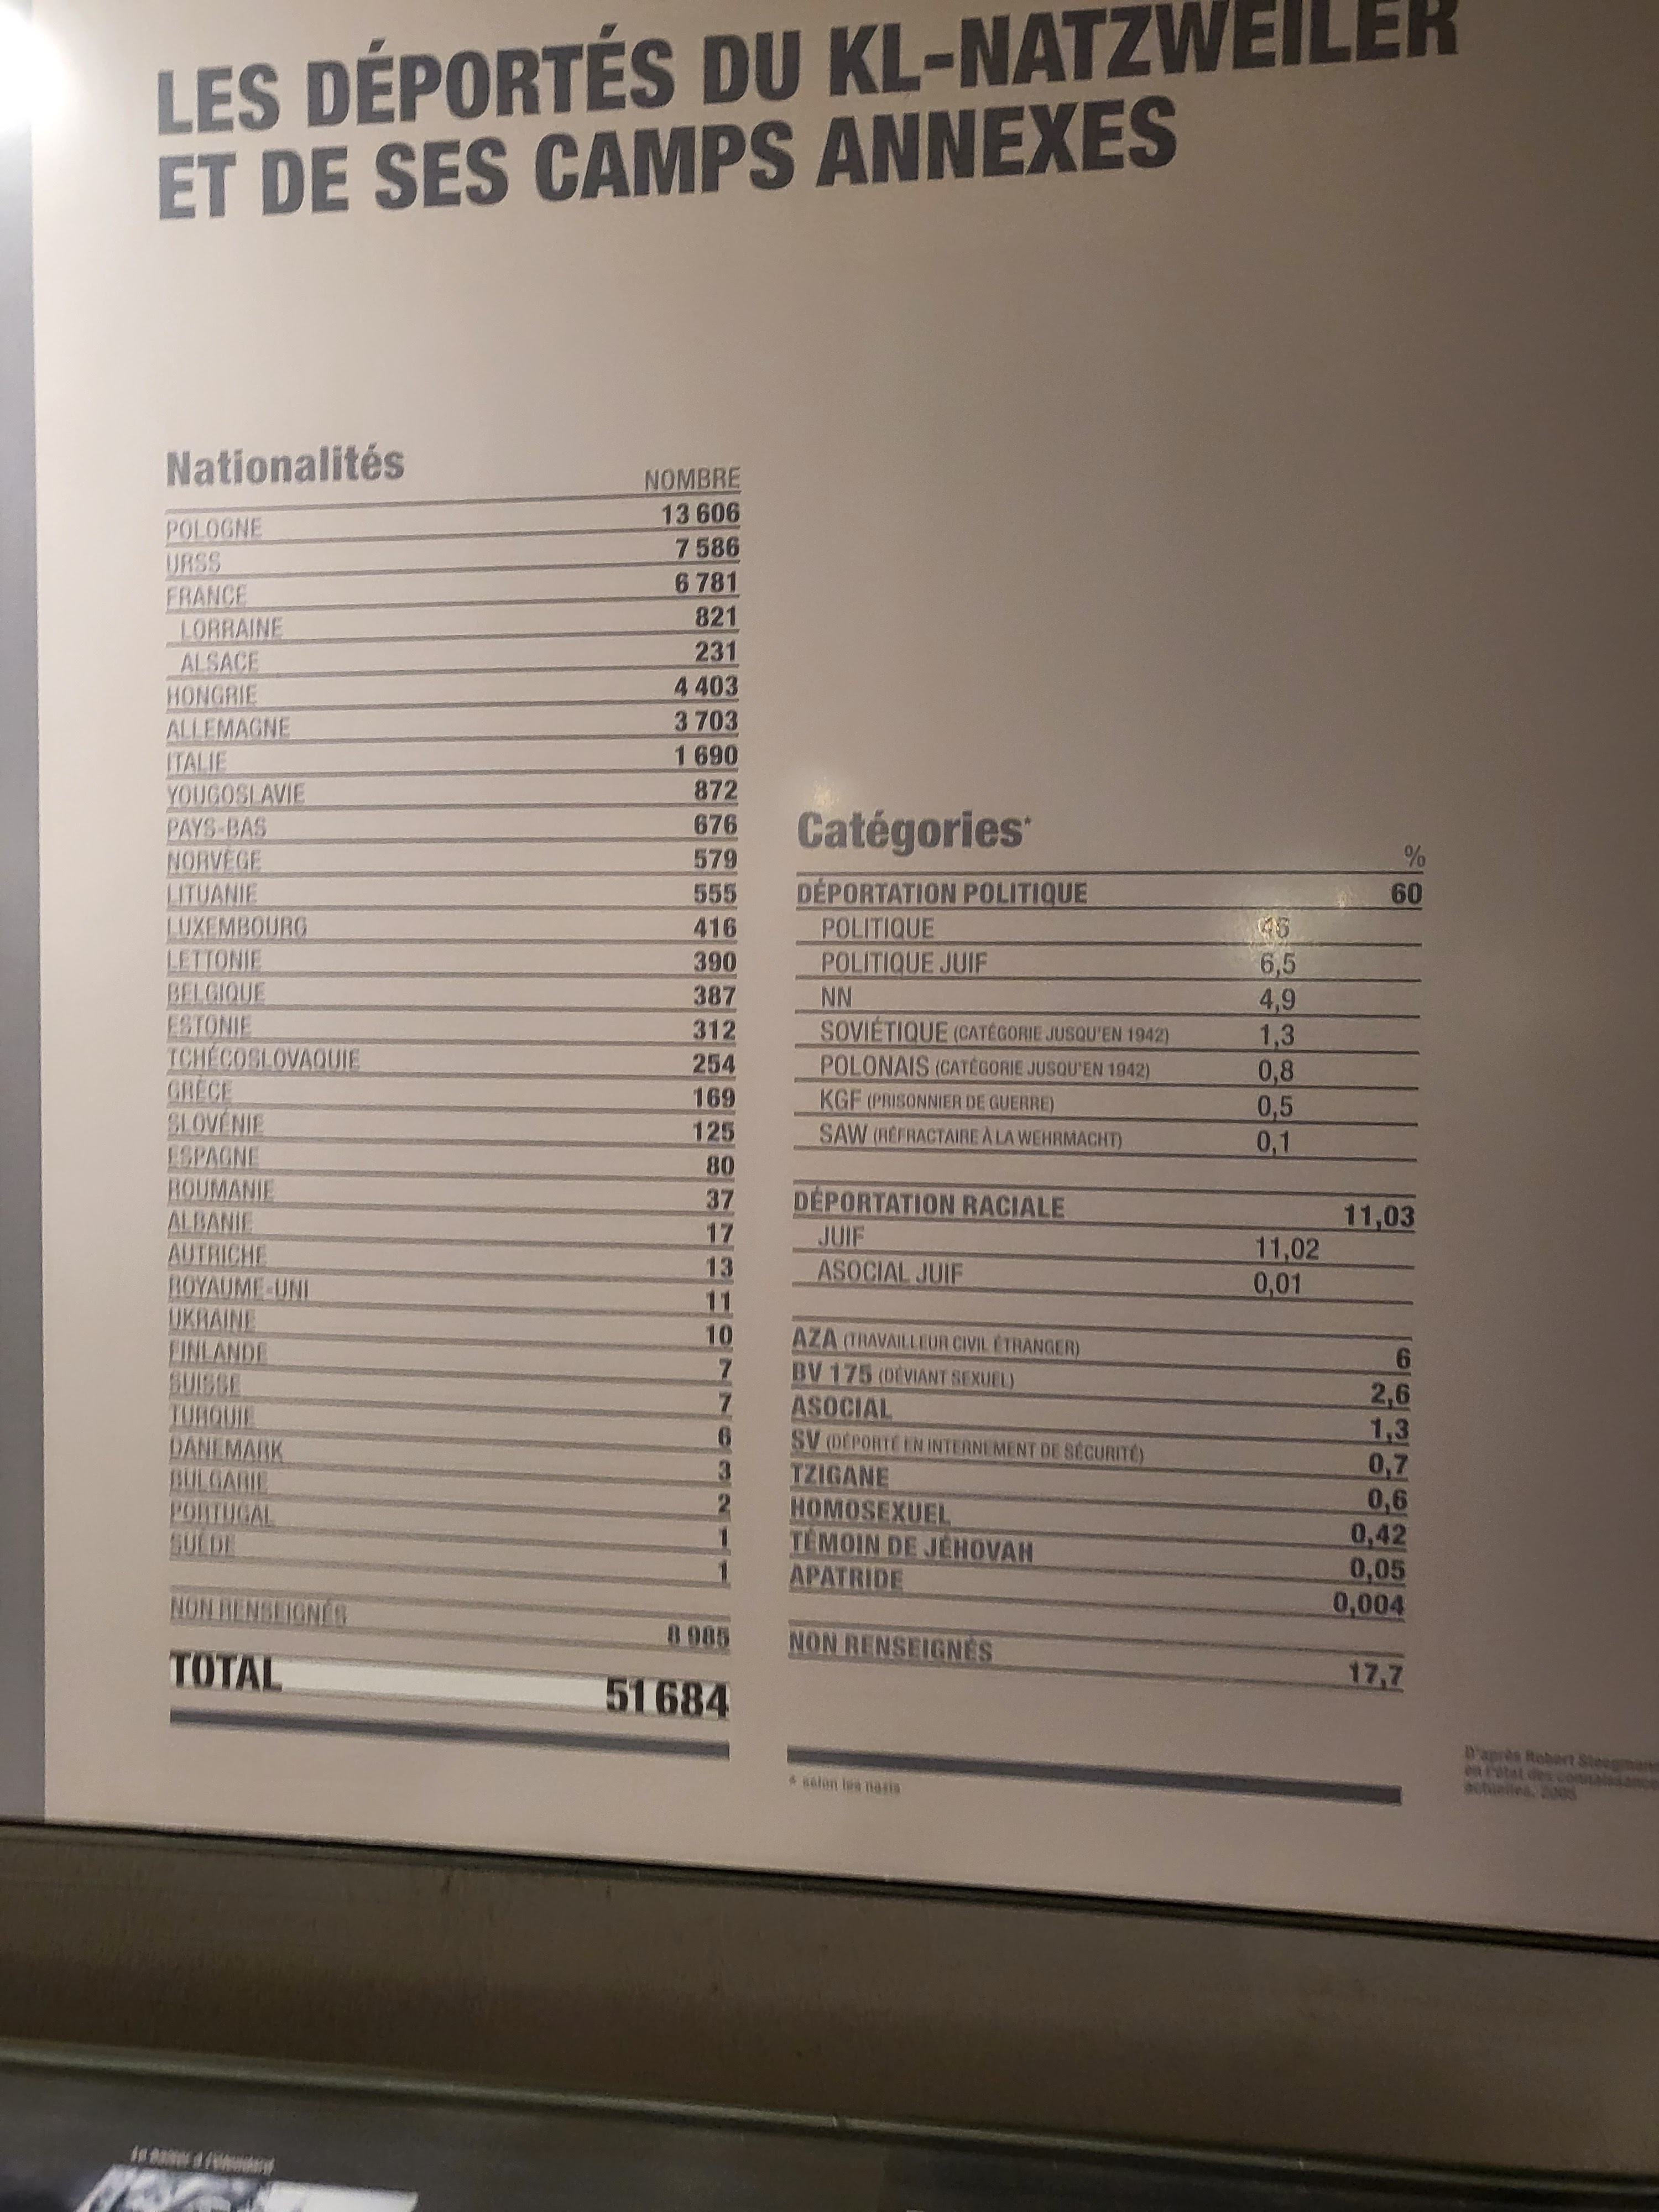 LES DÉPORTÉS DU KL-NATZWEILER
ET DE SES CAMPS ANNEXES
Nationalités NOMBRE
POLOGNE 13 606
URSS 7 586
FRANCE 6 781
LORRAINE 821
ALSACE 231
HONGRIE 4 403
ALLEMAGNE 3 703
ITALIE 1 690
YOUGOSLAVIE 872
PAYS-BAS 676
NORVÈGE 579
LITUANIE 555
LUXEMBOURG 416
LETTONIE 390
BELGIQUE 387
ESTONIE 312
TCHÉCOSLOVAQUIE 254
GRÈCE 169
SLOVÉNIE 125
ESPAGNE 80
ROUMANIE 37
ALBANIE 17
AUTRICHE 13
ROYAUME-UNI 11
UKRAINE 10
FINLANDE 7
SUISSE 7
TURQUIE 6
DANEMARK 3
BULGARIE 2
PORTUGAL 1
SUÈDE 1
NON RENSEIGNÉS
TOTAL 51 684
Catégories* %
DÉPORTATION POLITIQUE 60
POLITIQUE
POLITIQUE JUIF 6,5
NN 4,9
SOVIÉTIQUE (CATÉGORIE JUSQU'EN 1942) 1,3
POLONAIS (CATÉGORIE JUSQU'EN 1942) 0,8
KGF (PRISONNIER DE GUERRE) 0,5
SAW (RÉFRACTAIRE À LA WEHRMACHT) 0,1
DÉPORTATION RACIALE 11,03
JUIF 11,02
ASOCIAL JUIF 0,01
AZA (TRAVAILLEUR CIVIL ÉTRANGER) 6
BV 175 (DÉVIANT SEXUEL) 2,6
ASOCIAL 1,3
SV (DÉPORTÉ EN INTERNEMENT DE SÉCURITÉ) 0,7
TZIGANE 0,6
HOMOSEXUEL 0,42
TÉMOIN DE JÉHOVAH 0,05
APATRIDE 0,004
NON RENSEIGNÉS 17,7
* selon les nazis
D'après Robert
en l'état des
actuelles, 2005